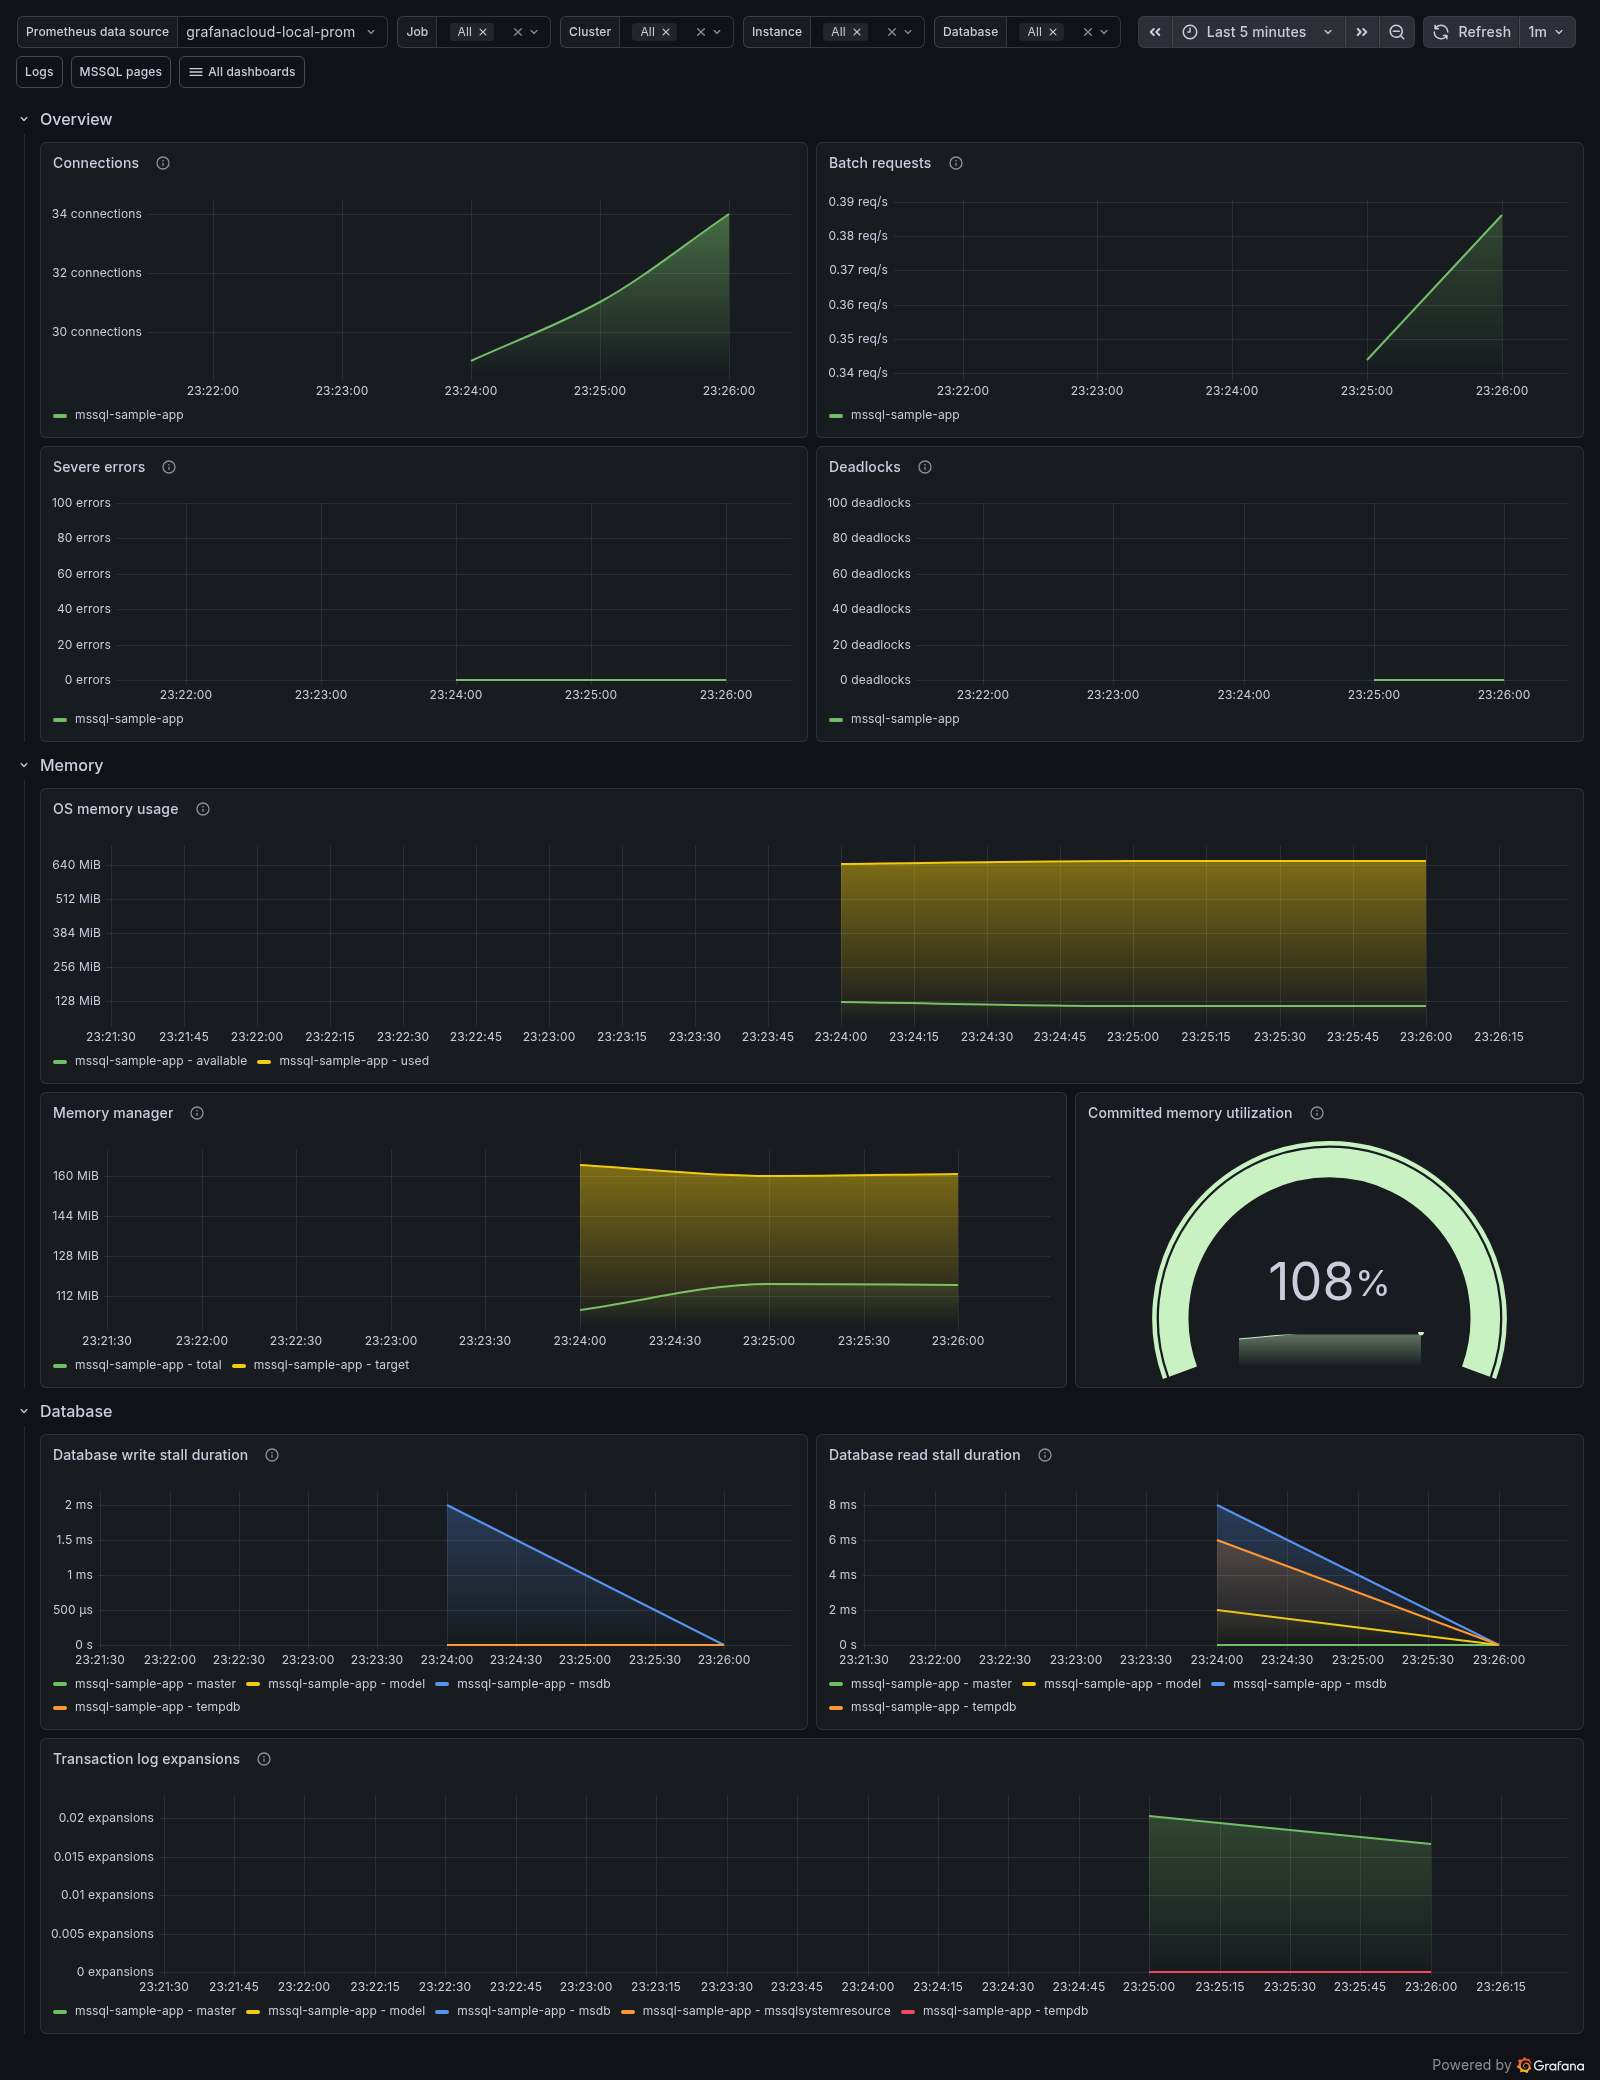 Prometheus data source grafanacloud-local-prom Job All Cluster All Instance All Database All Last 5 minutes Refresh 1m
Logs MSSQL pages All dashboards
Overview
Connections
34 connections
32 connections
30 connections
23:22:00 23:23:00 23:24:00 23:25:00 23:26:00
mssql-sample-app
Batch requests
0.39 req/s
0.38 req/s
0.37 req/s
0.36 req/s
0.35 req/s
0.34 req/s
23:22:00 23:23:00 23:24:00 23:25:00 23:26:00
mssql-sample-app
Severe errors
100 errors
80 errors
60 errors
40 errors
20 errors
0 errors
23:22:00 23:23:00 23:24:00 23:25:00 23:26:00
mssql-sample-app
Deadlocks
100 deadlocks
80 deadlocks
60 deadlocks
40 deadlocks
20 deadlocks
0 deadlocks
23:22:00 23:23:00 23:24:00 23:25:00 23:26:00
mssql-sample-app
Memory
OS memory usage
640 MiB
512 MiB
384 MiB
256 MiB
128 MiB
23:21:30 23:21:45 23:22:00 23:22:15 23:22:30 23:22:45 23:23:00 23:23:15 23:23:30 23:23:45 23:24:00 23:24:15 23:24:30 23:24:45 23:25:00 23:25:15 23:25:30 23:25:45 23:26:00 23:26:15
mssql-sample-app - available mssql-sample-app - used
Memory manager
160 MiB
144 MiB
128 MiB
112 MiB
23:21:30 23:22:00 23:22:30 23:23:00 23:23:30 23:24:00 23:24:30 23:25:00 23:25:30 23:26:00
mssql-sample-app - total mssql-sample-app - target
Committed memory utilization
108%
Database
Database write stall duration
2 ms
1.5 ms
1 ms
500 µs
0 s
23:21:30 23:22:00 23:22:30 23:23:00 23:23:30 23:24:00 23:24:30 23:25:00 23:25:30 23:26:00
mssql-sample-app - master mssql-sample-app - model mssql-sample-app - msdb
mssql-sample-app - tempdb
Database read stall duration
8 ms
6 ms
4 ms
2 ms
0 s
23:21:30 23:22:00 23:22:30 23:23:00 23:23:30 23:24:00 23:24:30 23:25:00 23:25:30 23:26:00
mssql-sample-app - master mssql-sample-app - model mssql-sample-app - msdb
mssql-sample-app - tempdb
Transaction log expansions
0.02 expansions
0.015 expansions
0.01 expansions
0.005 expansions
0 expansions
23:21:30 23:21:45 23:22:00 23:22:15 23:22:30 23:22:45 23:23:00 23:23:15 23:23:30 23:23:45 23:24:00 23:24:15 23:24:30 23:24:45 23:25:00 23:25:15 23:25:30 23:25:45 23:26:00 23:26:15
mssql-sample-app - master mssql-sample-app - model mssql-sample-app - msdb mssql-sample-app - mssqlsystemresource mssql-sample-app - tempdb
Powered by Grafana